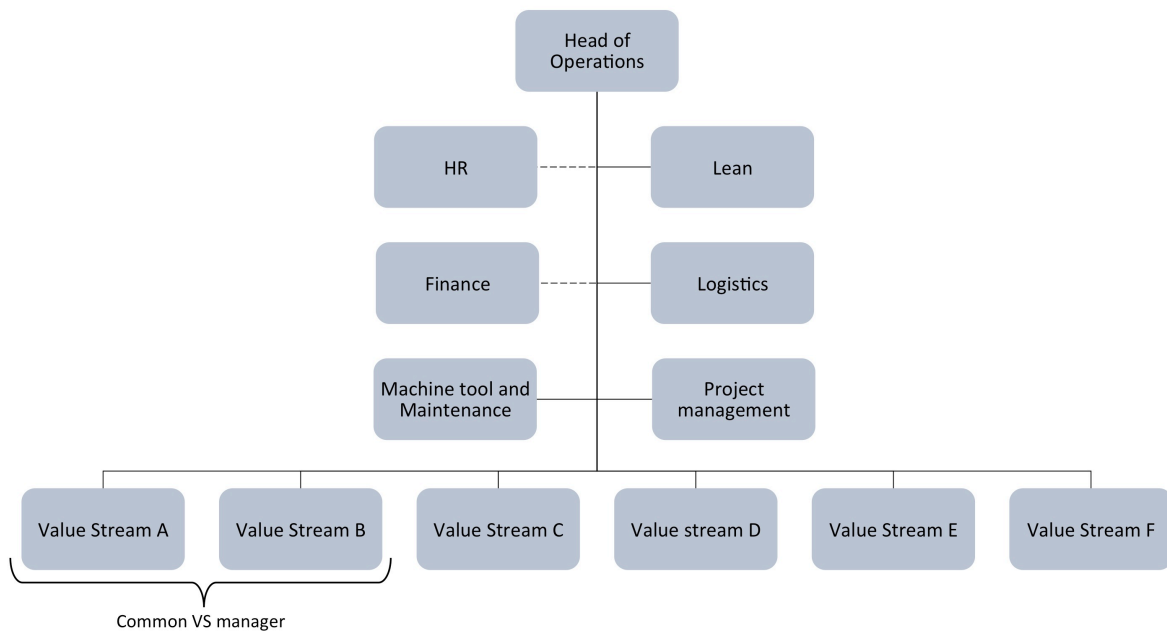 Head of
Operations
HR
Lean
Finance
Logistics
Machine tool and
Maintenance
Project
management
Value Stream A
Value Stream B
Value Stream C
Value stream D
Value Stream E
Value Stream F
Common VS manager